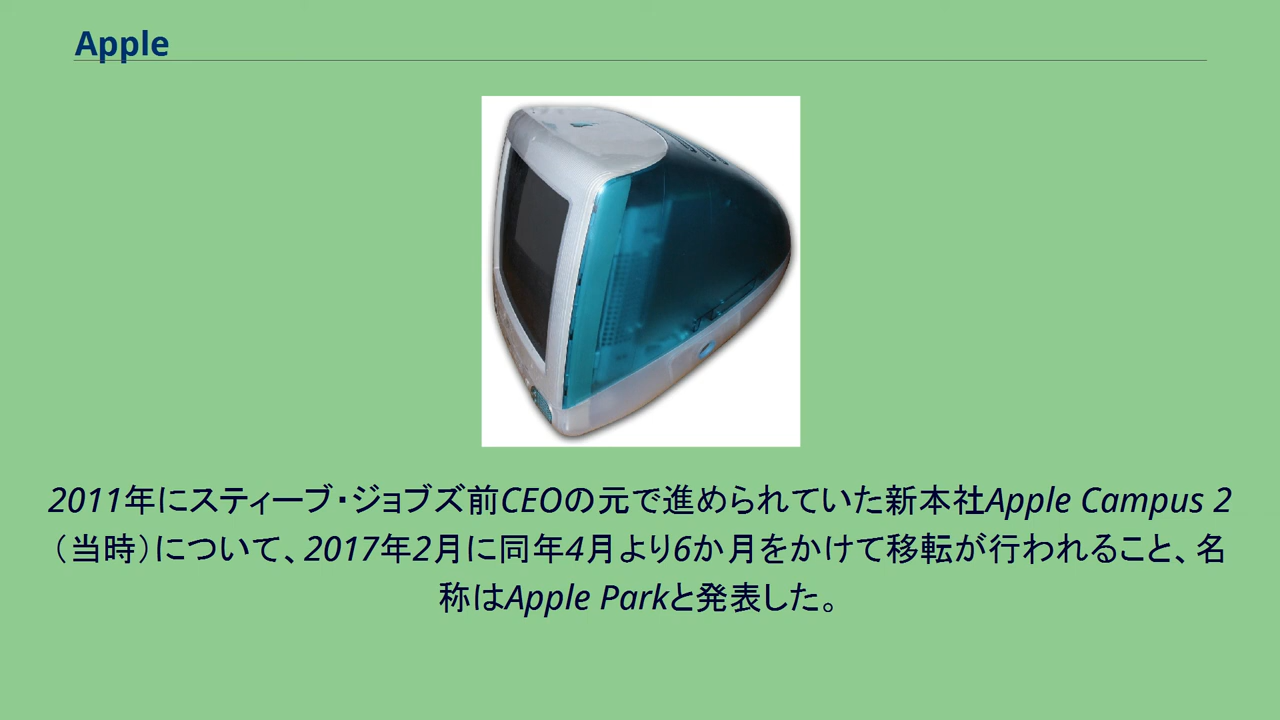 Apple
2011年にスティーブ・ジョブズ前CEOの元で進められていた新本社Apple Campus 2
（当時）について、2017年2月に同年4月より6か月をかけて移転が行われること、名
称はApple Parkと発表した。